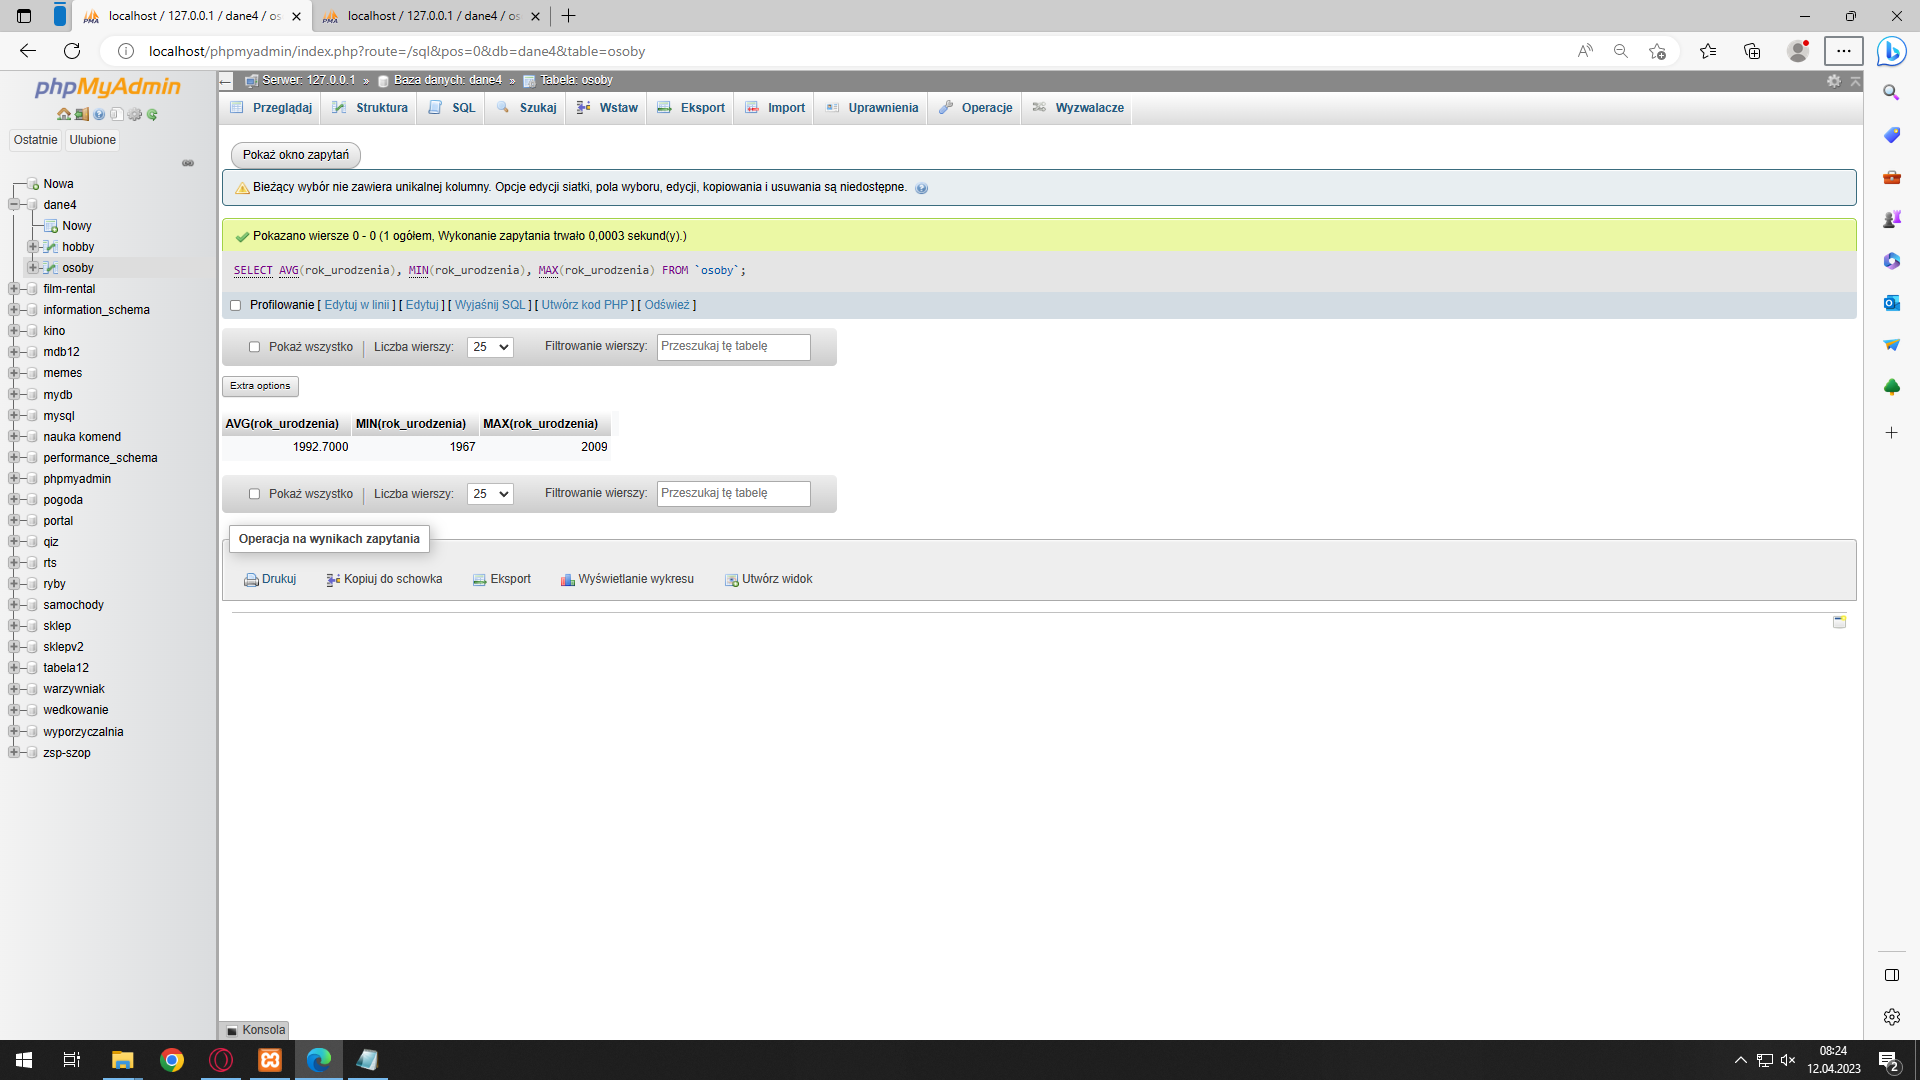 localhost / 127.0.0.1 / dane4 / os
localhost / 127.0.0.1 / dane4 / os
localhost/phpmyadmin/index.php?route=/sql&pos=0&db=dane4&table=osoby
phpMyAdmin
Ostatnie Ulubione
Nowa
dane4
Nowy
hobby
osoby
film-rental
information_schema
kino
mdb12
memes
mydb
mysql
nauka komend
performance_schema
phpmyadmin
pogoda
portal
qiz
rts
ryby
samochody
sklep
sklepv2
tabela12
warzywniak
wedkowanie
wyporzyczalnia
zsp-szop
Serwer: 127.0.0.1 » Baza danych: dane4 » Tabela: osoby
Przeglądaj Struktura SQL Szukaj Wstaw Eksport Import Uprawnienia Operacje Wyzwalacze
Pokaż okno zapytań
Bieżący wybór nie zawiera unikalnej kolumny. Opcje edycji siatki, pola wyboru, edycji, kopiowania i usuwania są niedostępne.
Pokazano wiersze 0 - 0 (1 ogółem, Wykonanie zapytania trwało 0,0003 sekund(y).)
SELECT AVG(rok_urodzenia), MIN(rok_urodzenia), MAX(rok_urodzenia) FROM `osoby`;
Profilowanie [ Edytuj w linii ] [ Edytuj ] [ Wyjaśnij SQL ] [ Utwórz kod PHP ] [ Odśwież ]
Pokaż wszystko | Liczba wierszy: 25 Filtrowanie wierszy: Przeszukaj tę tabelę
Extra options
AVG(rok_urodzenia) MIN(rok_urodzenia) MAX(rok_urodzenia)
1992.7000 1967 2009
Pokaż wszystko | Liczba wierszy: 25 Filtrowanie wierszy: Przeszukaj tę tabelę
Operacja na wynikach zapytania
Drukuj Kopiuj do schowka Eksport Wyświetlanie wykresu Utwórz widok
Konsola
08:24
12.04.2023
2